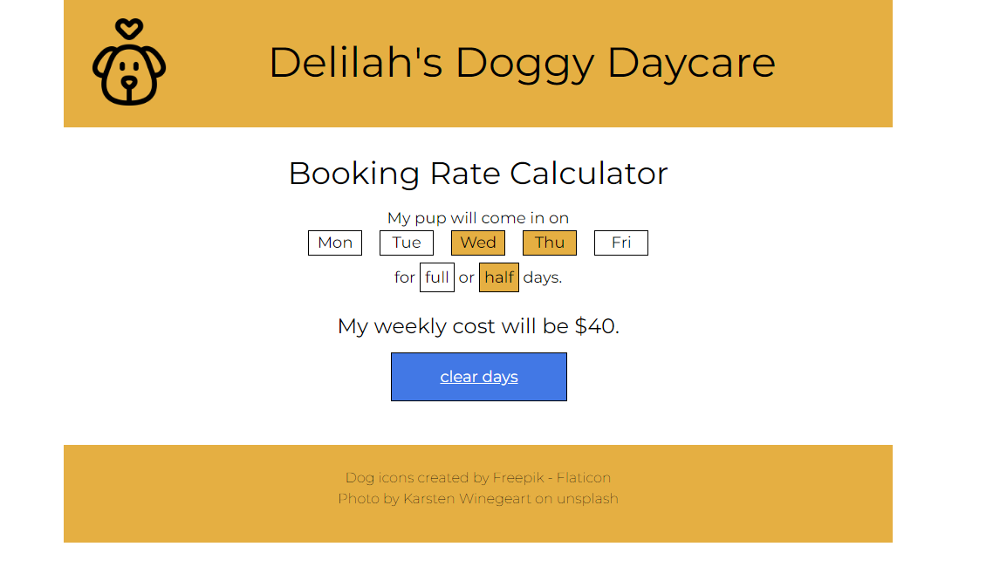 Delilah's Doggy Daycare
Booking Rate Calculator
My pup will come in on
Mon Tue Wed Thu Fri
for full or half days.
My weekly cost will be $40.
clear days
Dog icons created by Freepik - Flaticon
Photo by Karsten Winegeart on unsplash